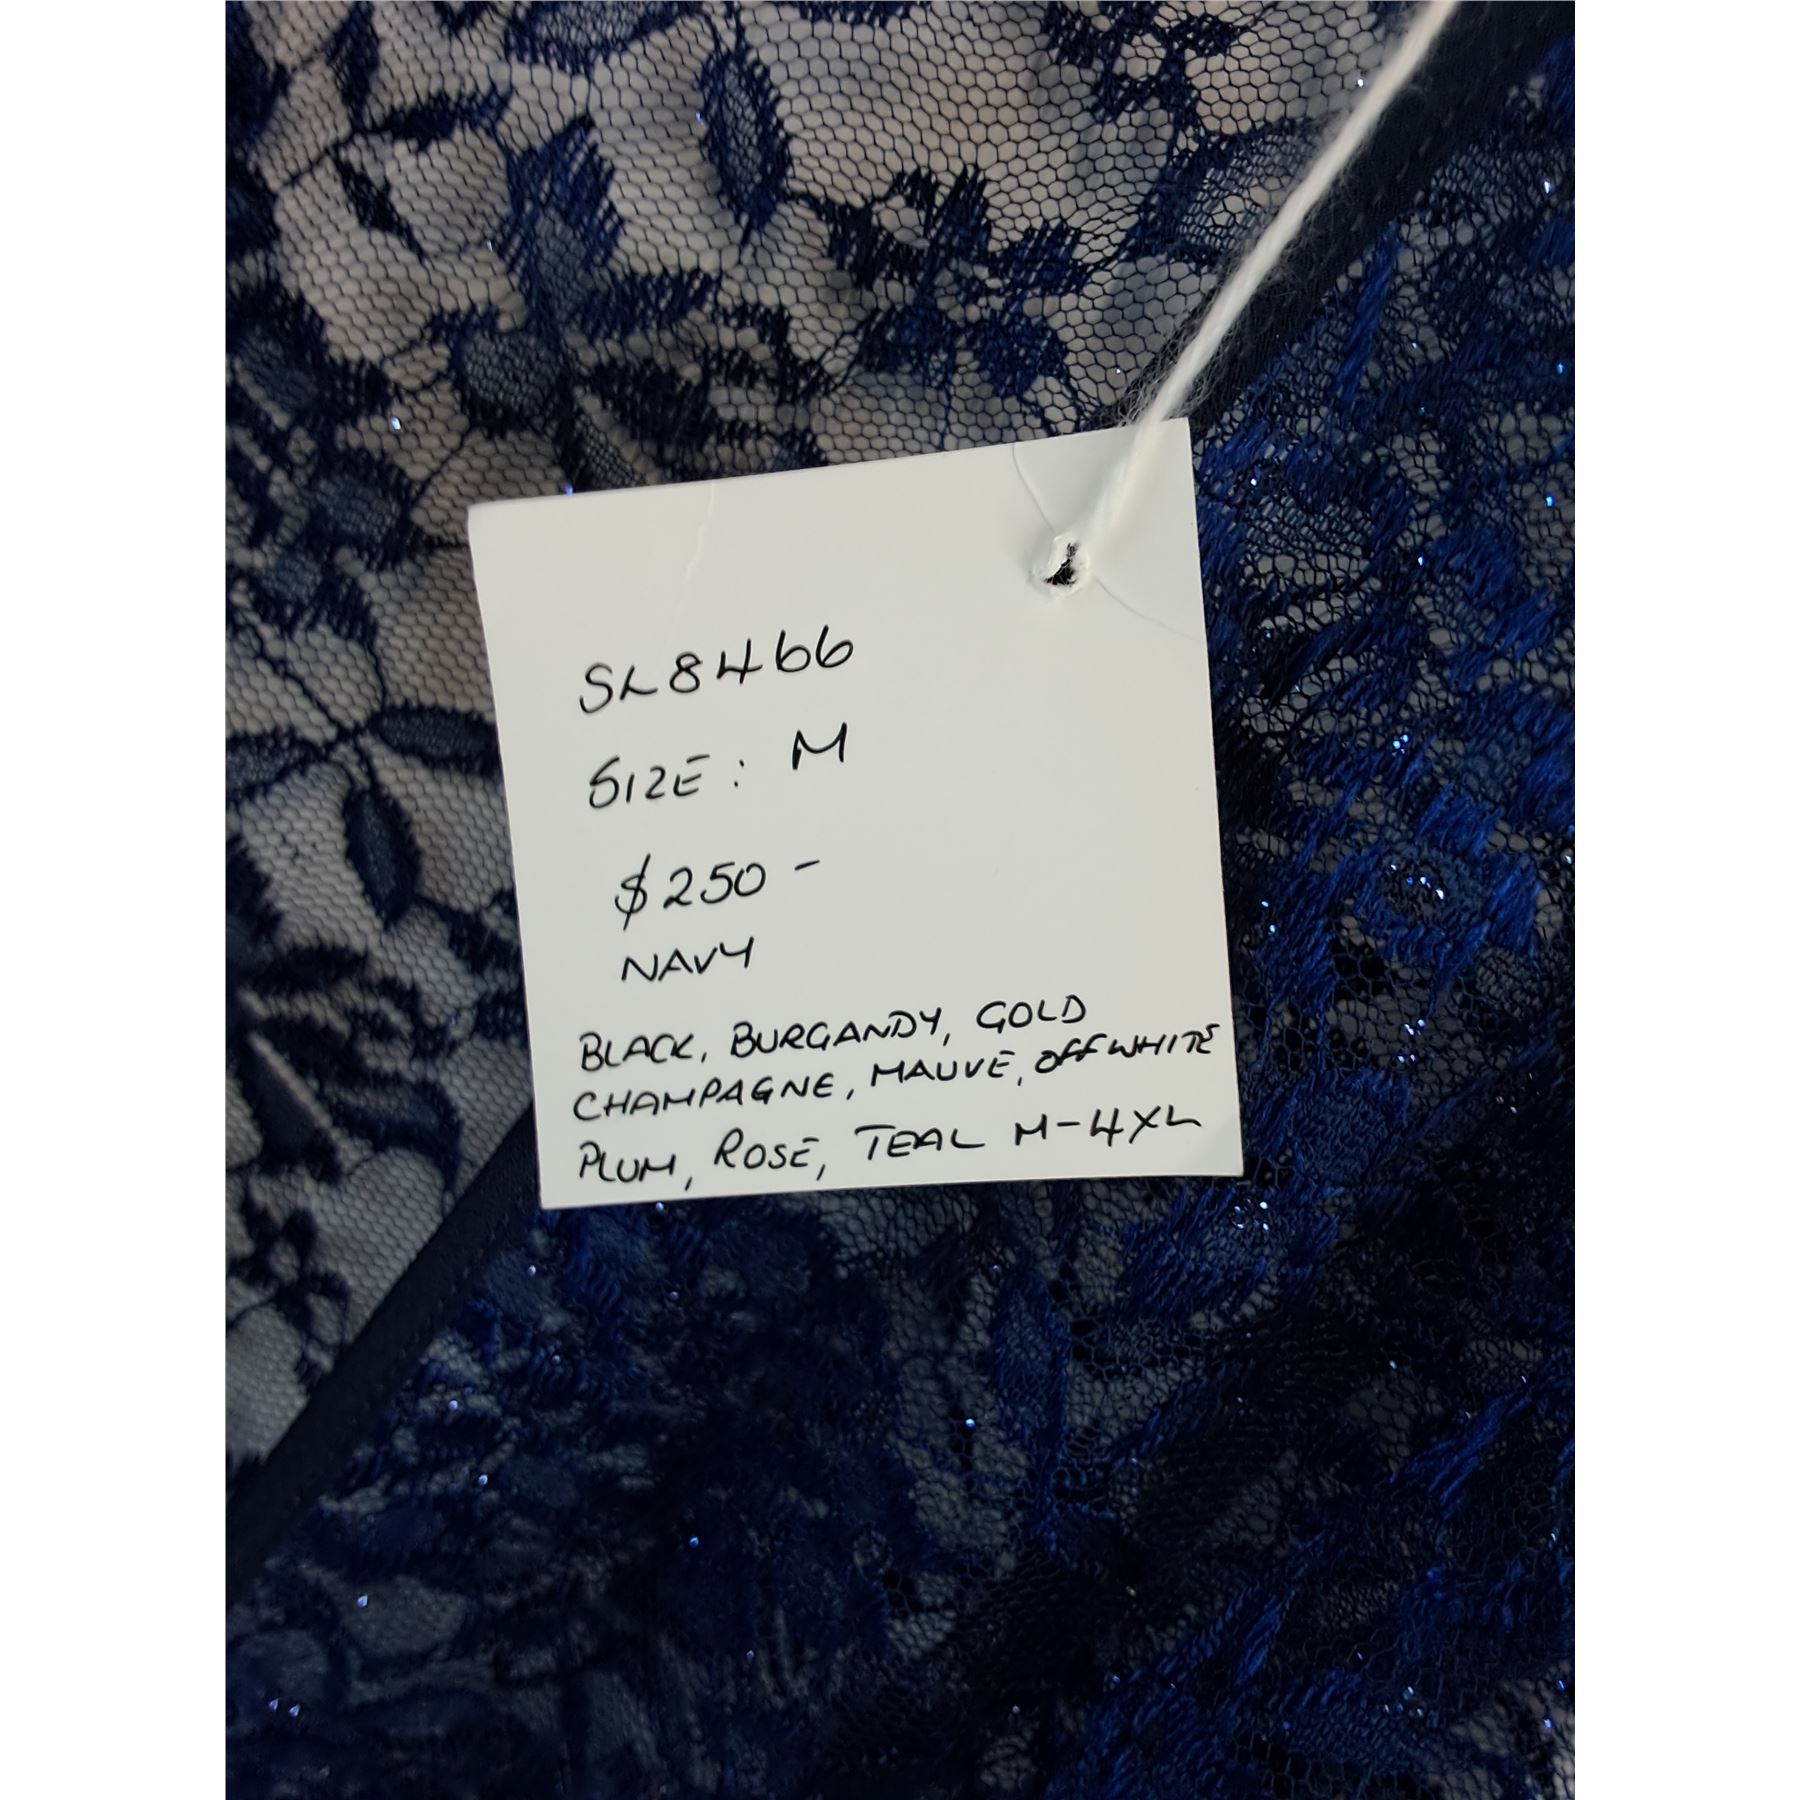 SL8466
SIZE: M
$250-
NAVY
BLACK, BURGANDY, GOLD
CHAMPAGNE, MAUVE, OFFWHITE
PLUM, ROSE, TEAL M-4XL